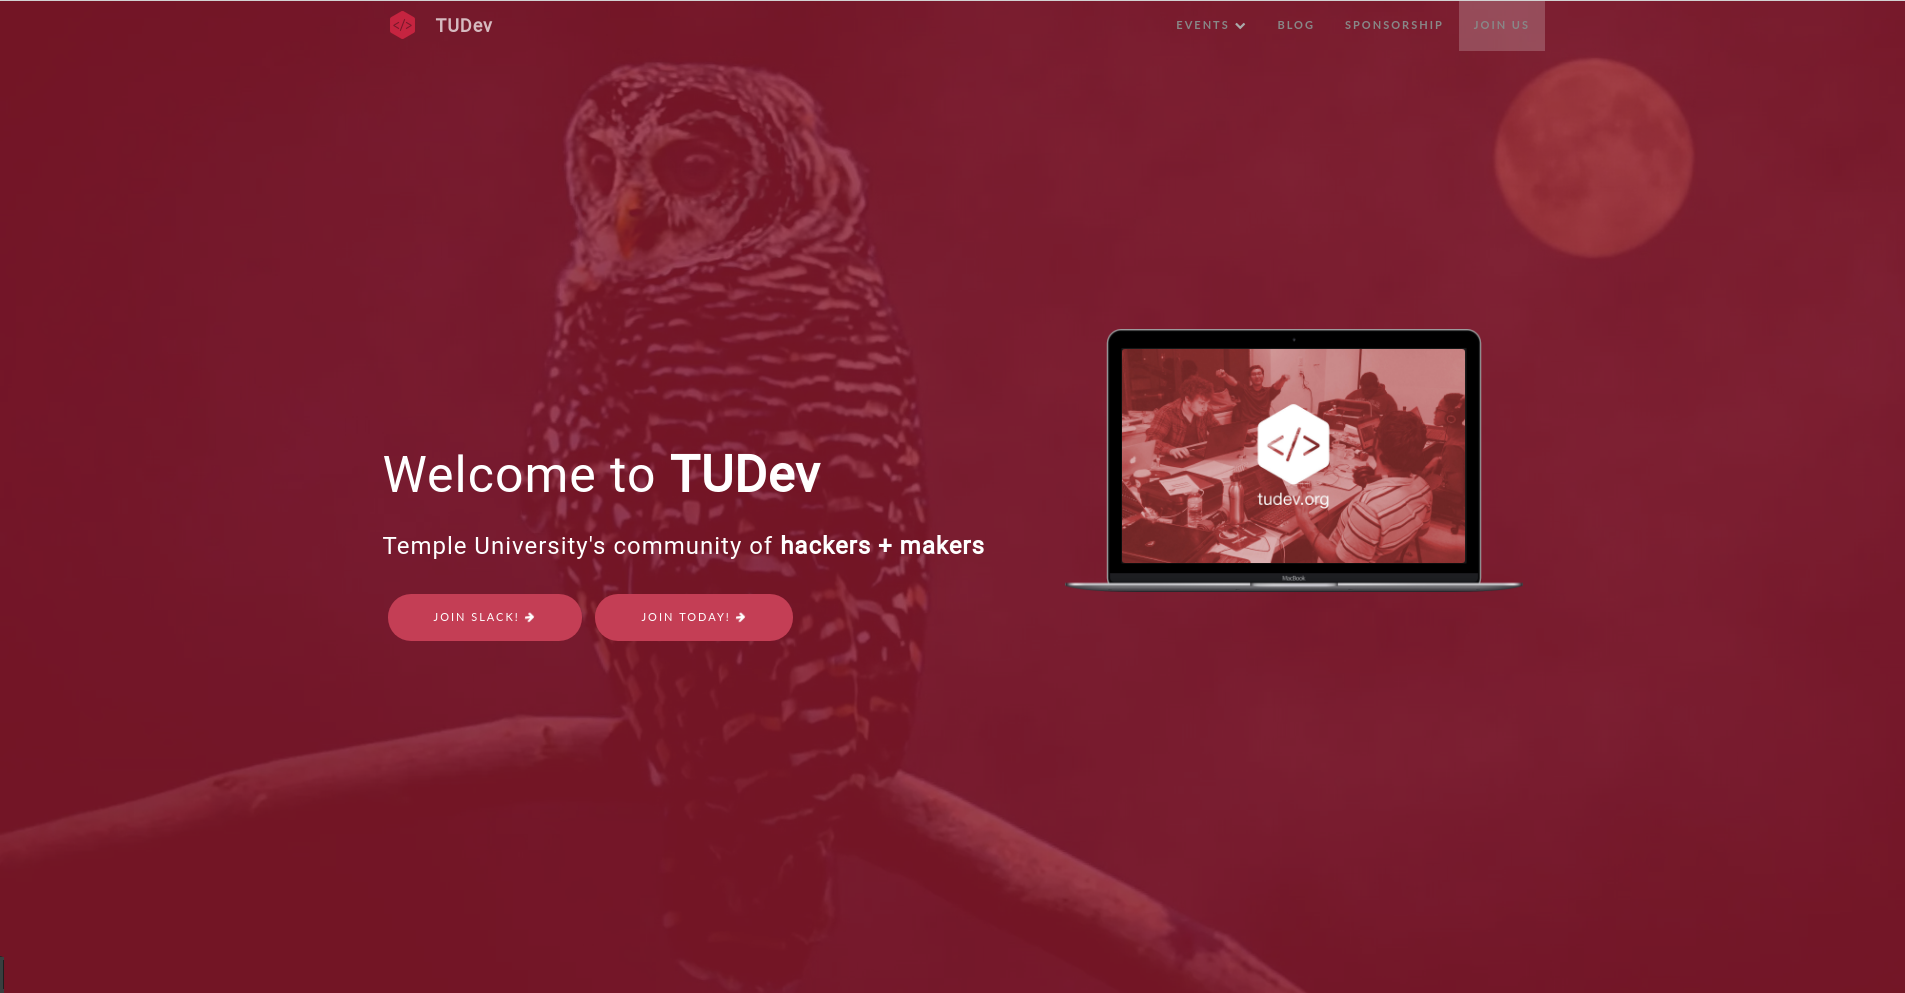 </> TUDev
EVENTS BLOG SPONSORSHIP JOIN US
Welcome to TUDev
Temple University's community of hackers + makers
JOIN SLACK! JOIN TODAY!
</>
tudev.org
MacBook